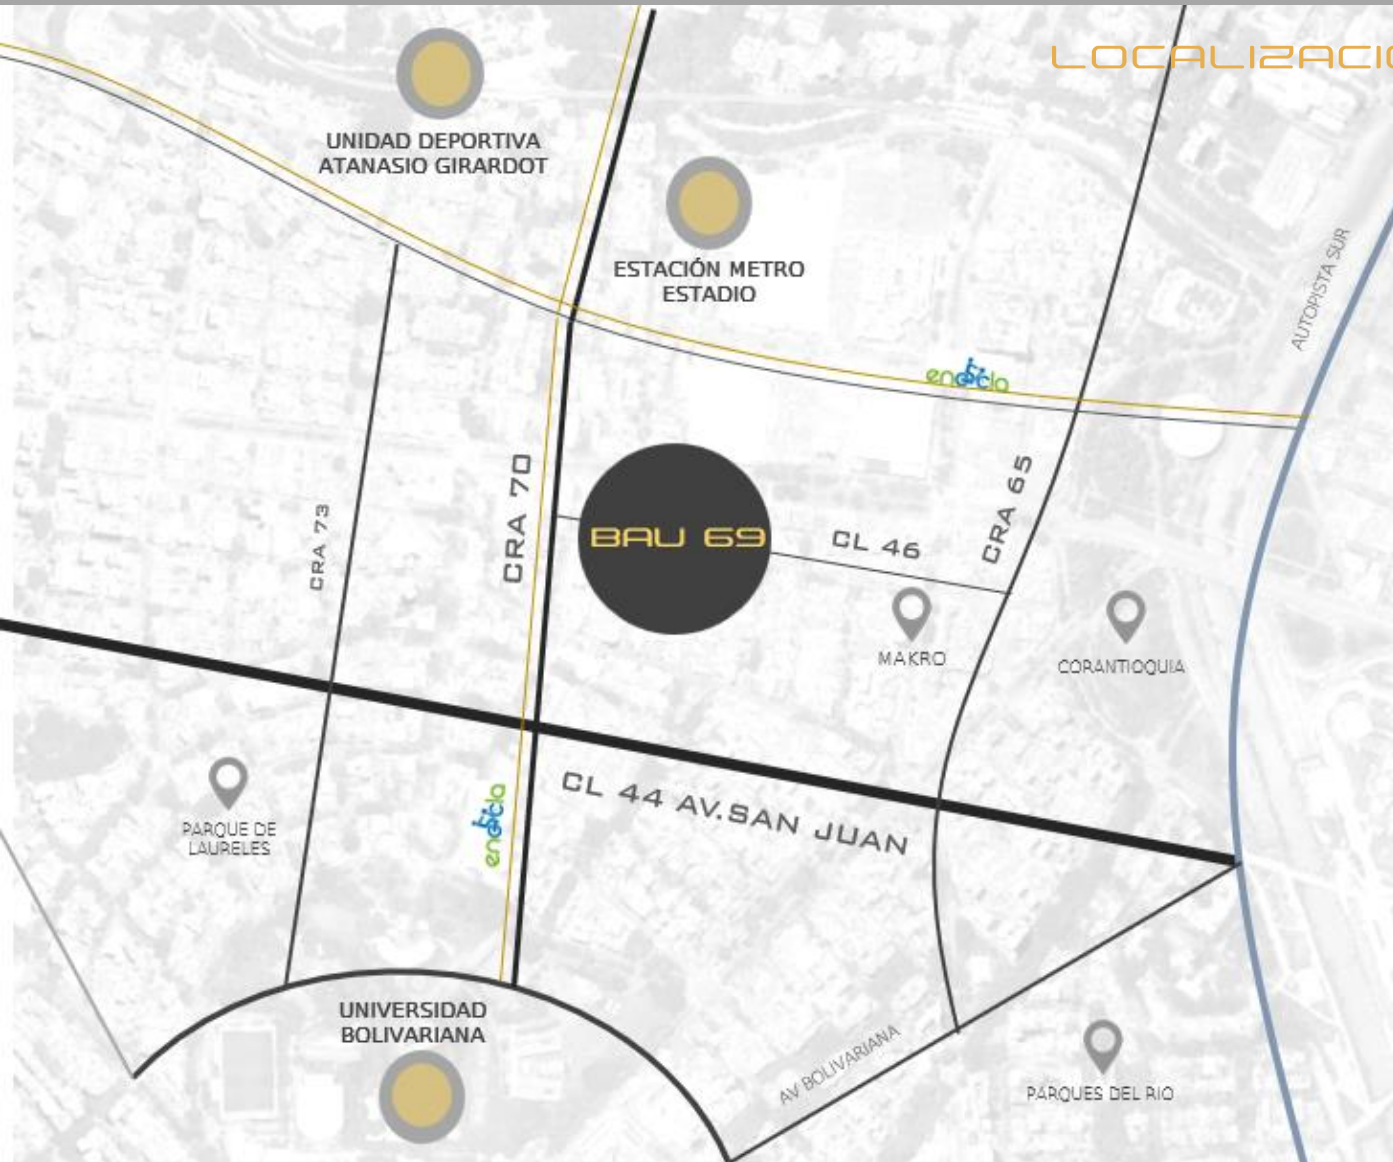 LOCALIZACIO
UNIDAD DEPORTIVA
ATANASIO GIRARDOT
ESTACIÓN METRO
ESTADIO
AUTOPISTA SUR
encicla
CRA 70
CRA 65
CRA 73
BAU 69
CL 46
MAKRO
CORANTIOQUIA
CL 44 AV.SAN JUAN
PARQUE DE
LAURELES
encicla
UNIVERSIDAD
BOLIVARIANA
AV BOLIVARIANA
PARQUES DEL RIO